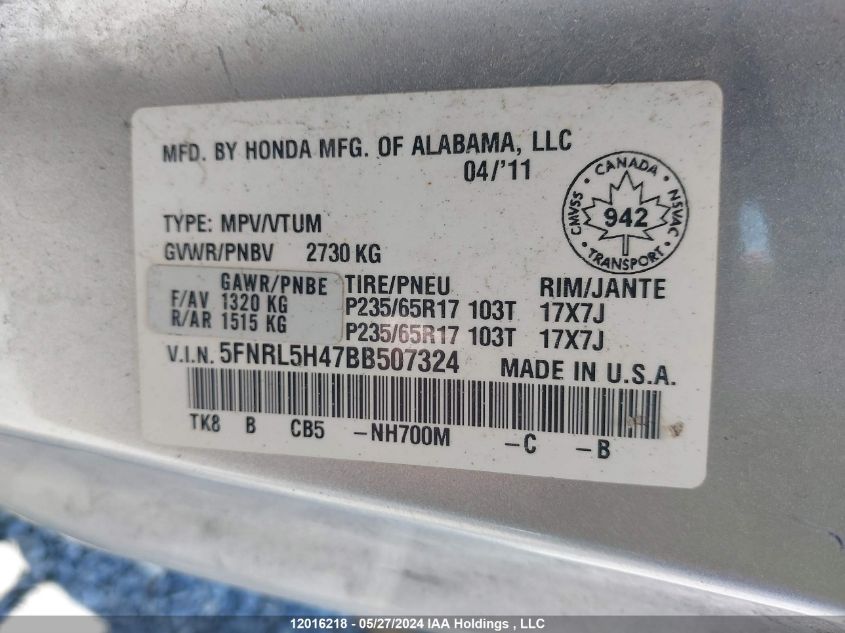 MFD. BY HONDA MFG. OF ALABAMA, LLC
04/'11
CANADA
CMVSS 942 NSVAC
TRANSPORT
TYPE: MPV/VTUM
GVWR/PNBV 2730 KG
GAWR/PNBE TIRE/PNEU RIM/JANTE
F/AV 1320 KG P235/65R17 103T 17X7J
R/AR 1515 KG P235/65R17 103T 17X7J
V.I.N. 5FNRL5H47BB507324 MADE IN U.S.A.
TK8 B CB5 -NH700M -C -B
12016218 - 05/27/2024 IAA Holdings , LLC